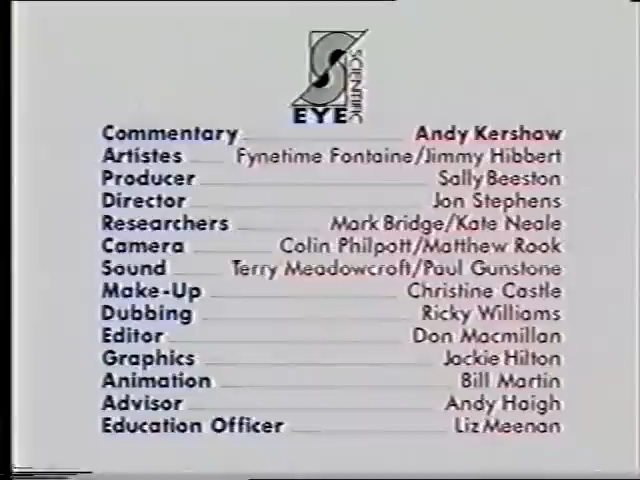 SCIENTIFIC
EYE
Commentary Andy Kershaw
Artistes Fynetime Fontaine/Jimmy Hibbert
Producer Sally Beeston
Director Jon Stephens
Researchers Mark Bridge/Kate Neale
Camera Colin Philpott/Matthew Rook
Sound Terry Meadowcroft/Paul Gunstone
Make-Up Christine Castle
Dubbing Ricky Williams
Editor Don Macmillan
Graphics Jackie Hilton
Animation Bill Martin
Advisor Andy Haigh
Education Officer Liz Meenan